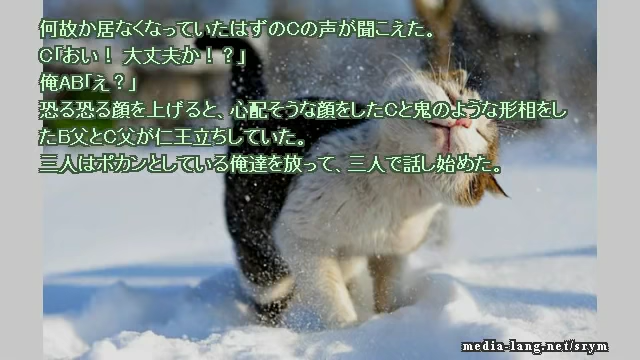 何故か居なくなっていたはずのCの声が聞こえた。
C「おい！ 大丈夫か！？」
俺AB「え？」
恐る恐る顔を上げると、心配そうな顔をしたCと鬼のような形相をし
たB父とC父が仁王立ちしていた。
三人はポカンとしている俺達を放って、三人で話し始めた。
media-lang.net/srym